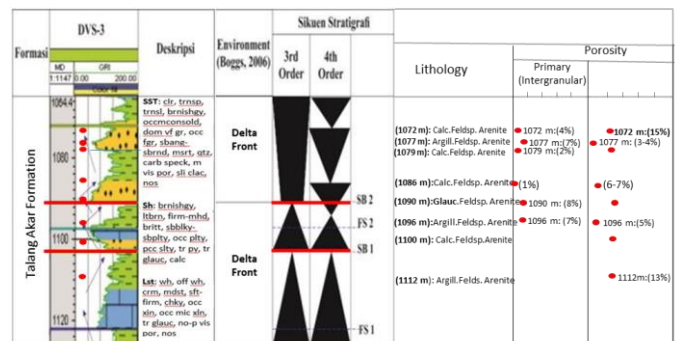 DVS-3
Sikuen Stratigrafi
Formasi
Deskripsi
Environment
(Boggs, 2006)
3rd
Order
4th
Order
Porosity
Lithology
Primary
(Intergranular)
MD
GR
1:1147
0.00
200.00
1064.4
1080
1100
1120
Talang Akar Formation
SST: clr, trnsp,
trnsl, brnishgy,
occmconsold,
dom vf gr, occ
fgr, sbang-
sbrnd, msrt, qtz,
carb speck, m
vis por, sli clac,
nos
Sh: brnishgy,
ltbrn, firm-mhd,
britt, sbblky-
sbplty, occ plty,
pcc slty, tr py, tr
glauc, calc
Lst: wh, off wh,
crm, mdst, sft-
firm, chky, occ
xin, occ mic xln,
tr glauc, no-p vis
por, nos
Delta
Front
Delta
Front
SB 2
FS 2
SB 1
FS 1
(1072 m): Calc.Feldsp. Arenite
1072 m:(4%)
1072 m:(15%)
(1077 m): Argill.Feldsp. Arenite
1077 m:(7%)
1077 m:(3-4%)
(1079 m): Calc.Feldsp. Arenite
1079 m:(2%)
(1086 m):Calc.Feldsp. Arenite
(1%)
(6-7%)
(1090 m):Glauc.Feldsp. Arenite
1090 m: (8%)
(1096 m):Argill.Feldsp. Arenite
1096 m: (7%)
1096 m:(5%)
(1100 m): Calc.Feldsp.Arenite
(1112 m): Argill.Felds. Arenite
1112m:(13%)